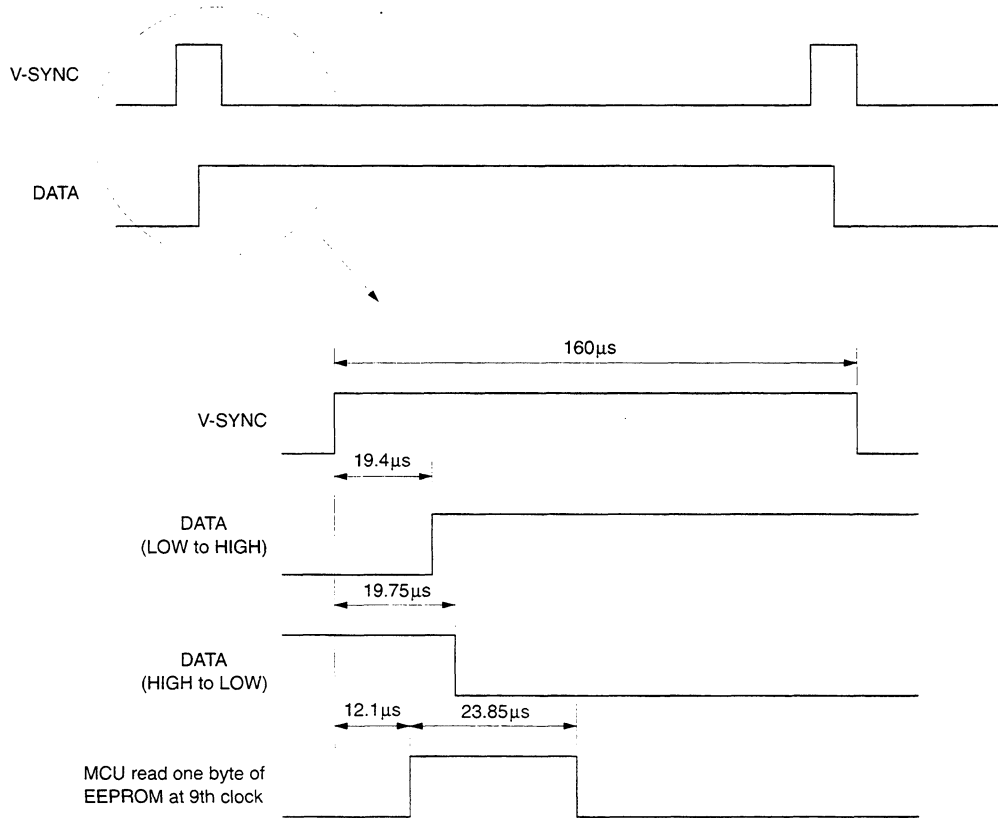 V-SYNC
DATA
160µs
V-SYNC
19.4µs
DATA
(LOW to HIGH)
19.75µs
DATA
(HIGH to LOW)
12.1µs
23.85µs
MCU read one byte of
EEPROM at 9th clock